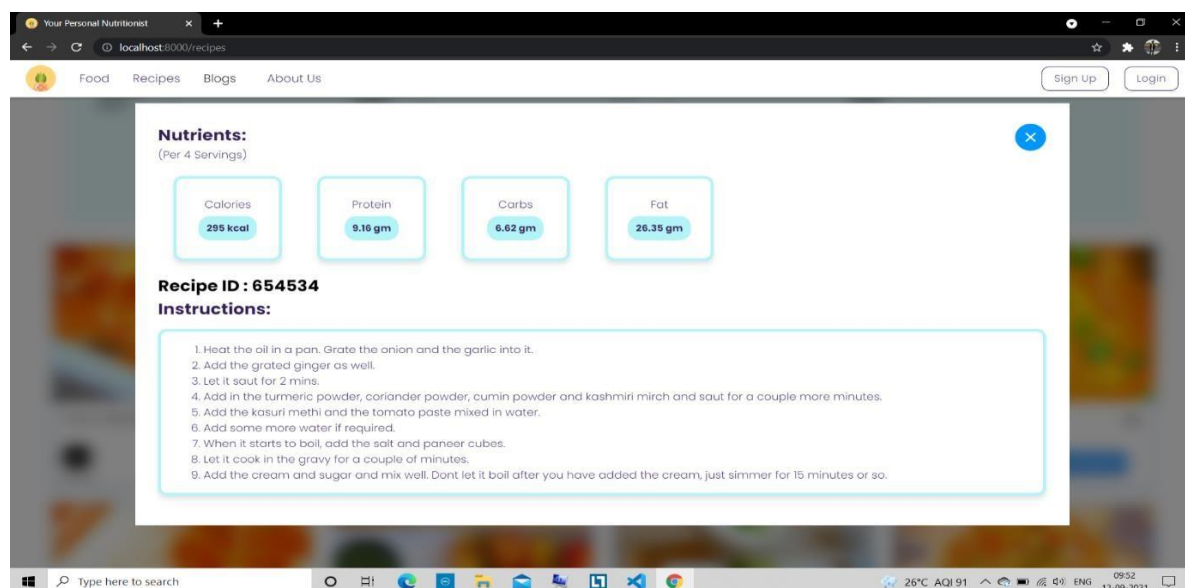 Your Personal Nutritionist
localhost:8000/recipes
Food Recipes Blogs About Us Sign Up Login
Nutrients:
(Per 4 Servings)
Calories Protein Carbs Fat
295 kcal 9.16 gm 6.62 gm 26.35 gm
Recipe ID : 654534
Instructions:
1. Heat the oil in a pan. Grate the onion and the garlic into it.
2. Add the grated ginger as well.
3. Let it saut for 2 mins.
4. Add in the turmeric powder, coriander powder, cumin powder and kashmiri mirch and saut for a couple more minutes.
5. Add the kasuri methi and the tomato paste mixed in water.
6. Add some more water if required.
7. When it starts to boil, add the salt and paneer cubes.
8. Let it cook in the gravy for a couple of minutes.
9. Add the cream and sugar and mix well. Dont let it boil after you have added the cream, just simmer for 15 minutes or so.
Type here to search 26°C AQI 91 ENG 09:52
12-09-2021